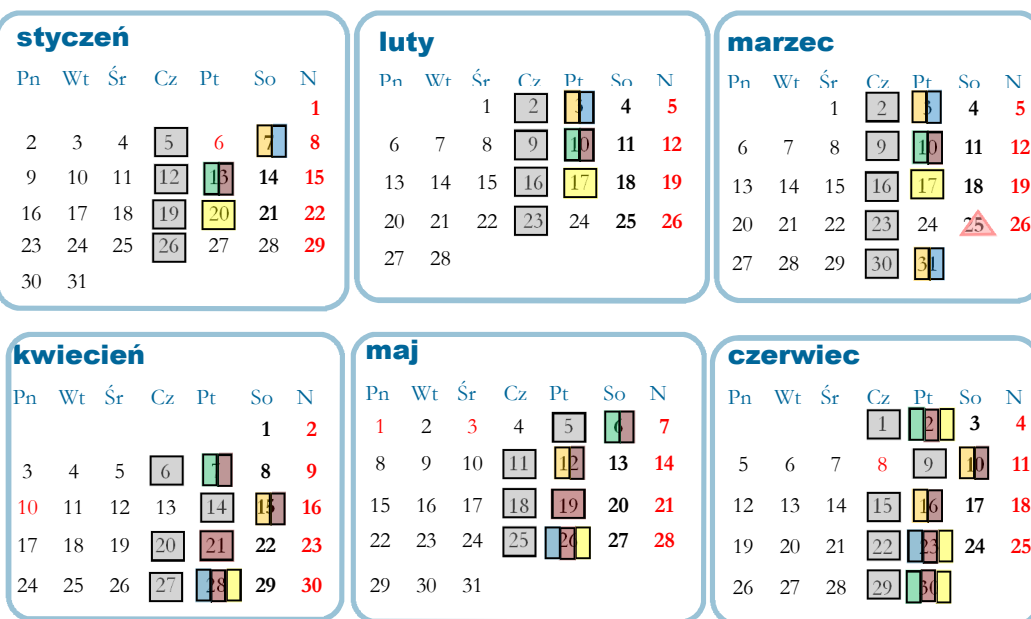 styczeń
Pn Wt Śr Cz Pt So N
1
2 3 4 5 6 7 8
9 10 11 12 13 14 15
16 17 18 19 20 21 22
23 24 25 26 27 28 29
30 31
luty
Pn Wt Śr Cz Pt So N
1 2 3 4 5
6 7 8 9 10 11 12
13 14 15 16 17 18 19
20 21 22 23 24 25 26
27 28
marzec
Pn Wt Śr Cz Pt So N
1 2 3 4 5
6 7 8 9 10 11 12
13 14 15 16 17 18 19
20 21 22 23 24 25 26
27 28 29 30 31
kwiecień
Pn Wt Śr Cz Pt So N
1 2
3 4 5 6 7 8 9
10 11 12 13 14 15 16
17 18 19 20 21 22 23
24 25 26 27 28 29 30
maj
Pn Wt Śr Cz Pt So N
1 2 3 4 5 6 7
8 9 10 11 12 13 14
15 16 17 18 19 20 21
22 23 24 25 26 27 28
29 30 31
czerwiec
Pn Wt Śr Cz Pt So N
1 2 3 4
5 6 7 8 9 10 11
12 13 14 15 16 17 18
19 20 21 22 23 24 25
26 27 28 29 30